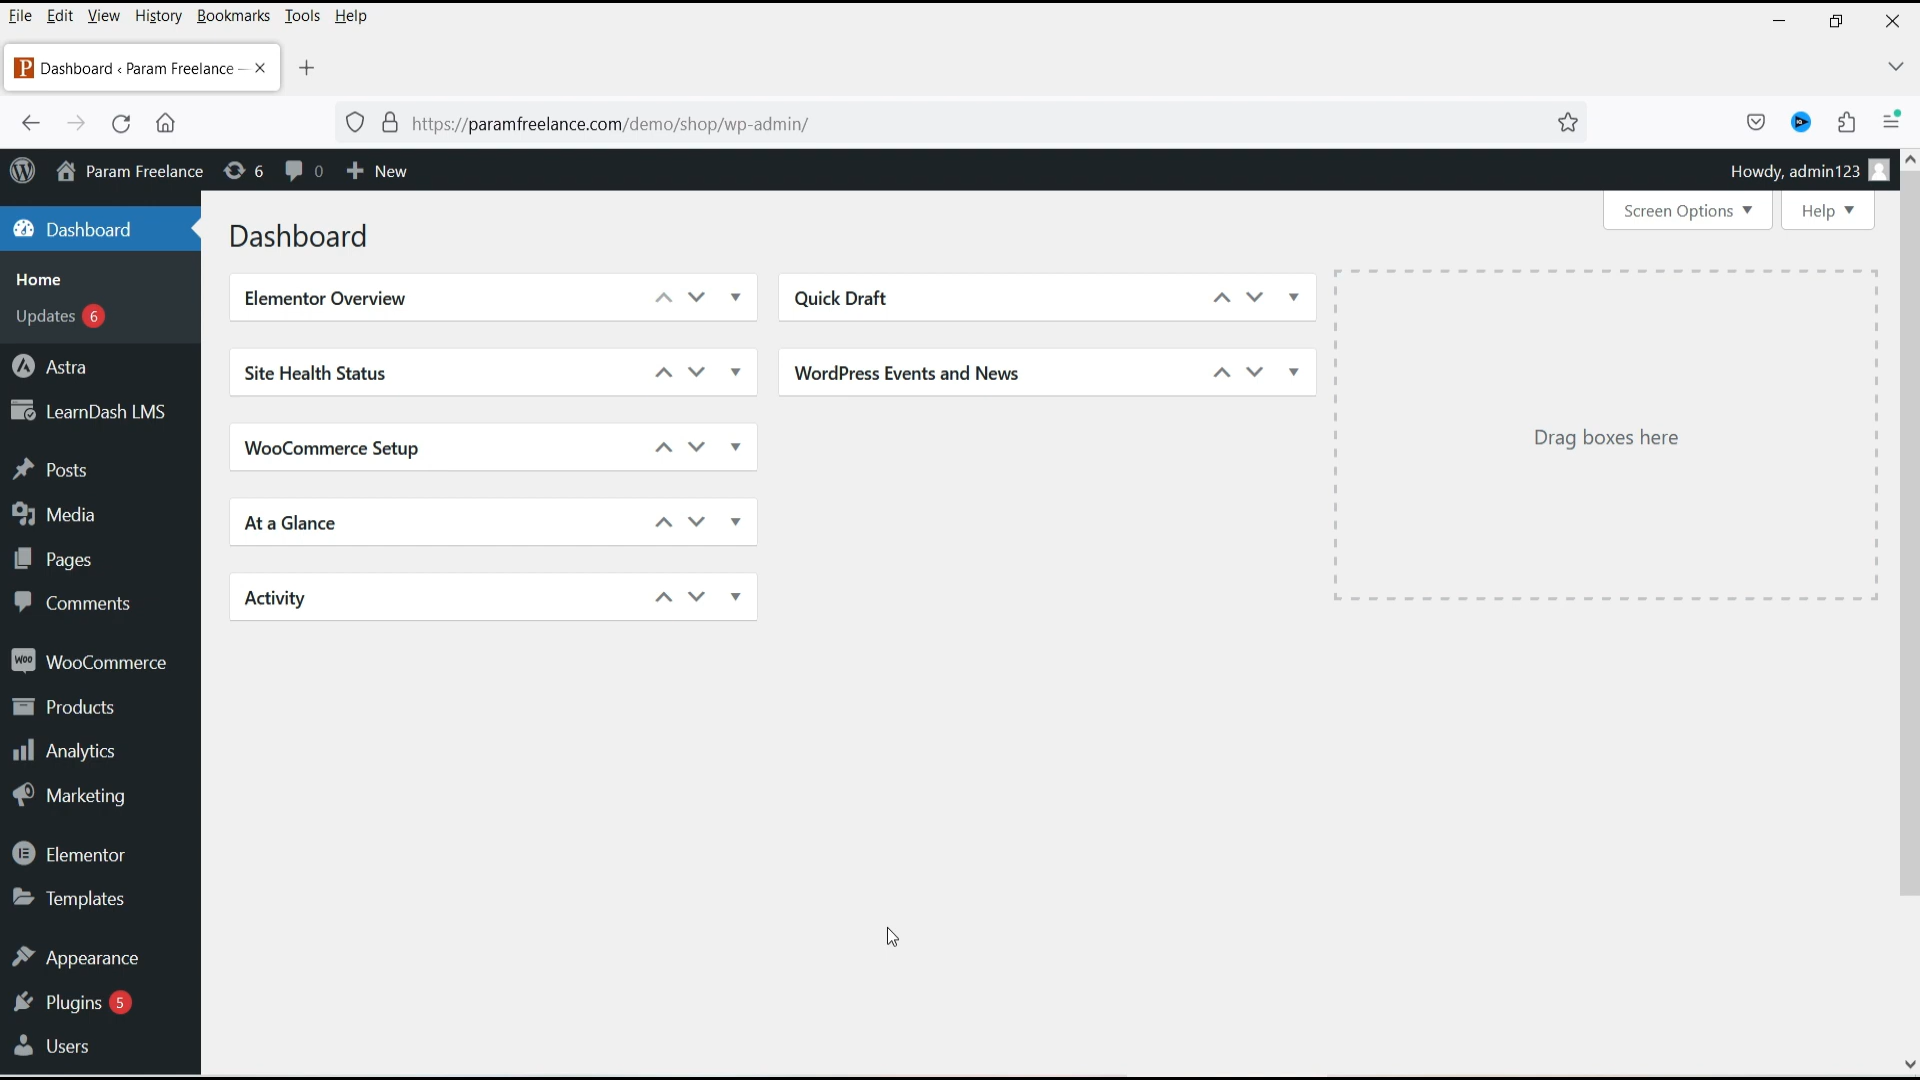 File Edit View History Bookmarks Tools Help
Dashboard ‹ Param Freelance —
https://paramfreelance.com/demo/shop/wp-admin/
Param Freelance 6 0 New Howdy, admin123
Screen Options Help
Dashboard
Home
Updates 6
Astra
LearnDash LMS
Posts
Media
Pages
Comments
Woo WooCommerce
Products
Analytics
Marketing
Elementor
Templates
Appearance
Plugins 5
Users
Dashboard
Elementor Overview
Site Health Status
WooCommerce Setup
At a Glance
Activity
Quick Draft
WordPress Events and News
Drag boxes here